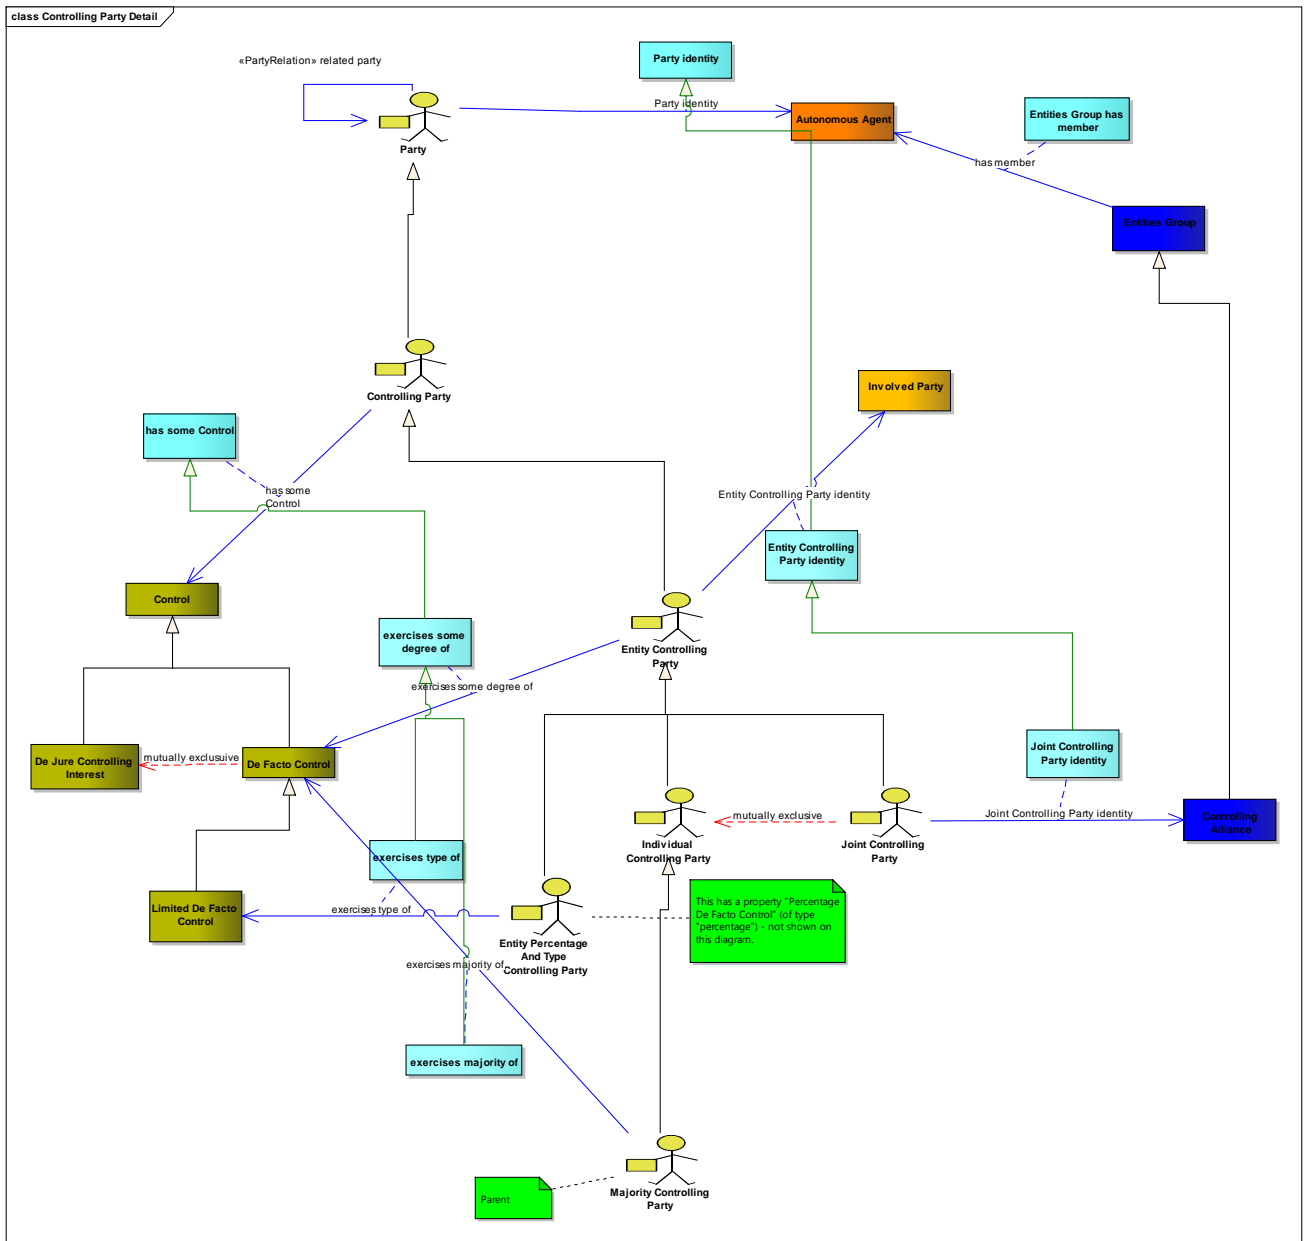 class Controlling Party Detail
«PartyRelation» related party
Party identity
Party identity
Autonomous Agent
Entities Group has
member
Party
has member
Entities Group
Involved Party
Controlling Party
has some Control
has some
Control
Entity Controlling Party identity
Entity Controlling
Party identity
Control
exercises some
degree of
Entity Controlling
Party
exercises some degree of
De Jure Controlling
Interest
mutually exclusuive
De Facto Control
Joint Controlling
Party identity
Individual
Controlling Party
mutually exclusive
Joint Controlling
Party
Joint Controlling Party identity
Controlling
Alliance
exercises type of
Limited De Facto
Control
exercises type of
Entity Percentage
And Type
Controlling Party
This has a property "Percentage
De Facto Control" (of type
"percentage") - not shown on
this diagram.
exercises majority of
exercises majority of
Parent
Majority Controlling
Party